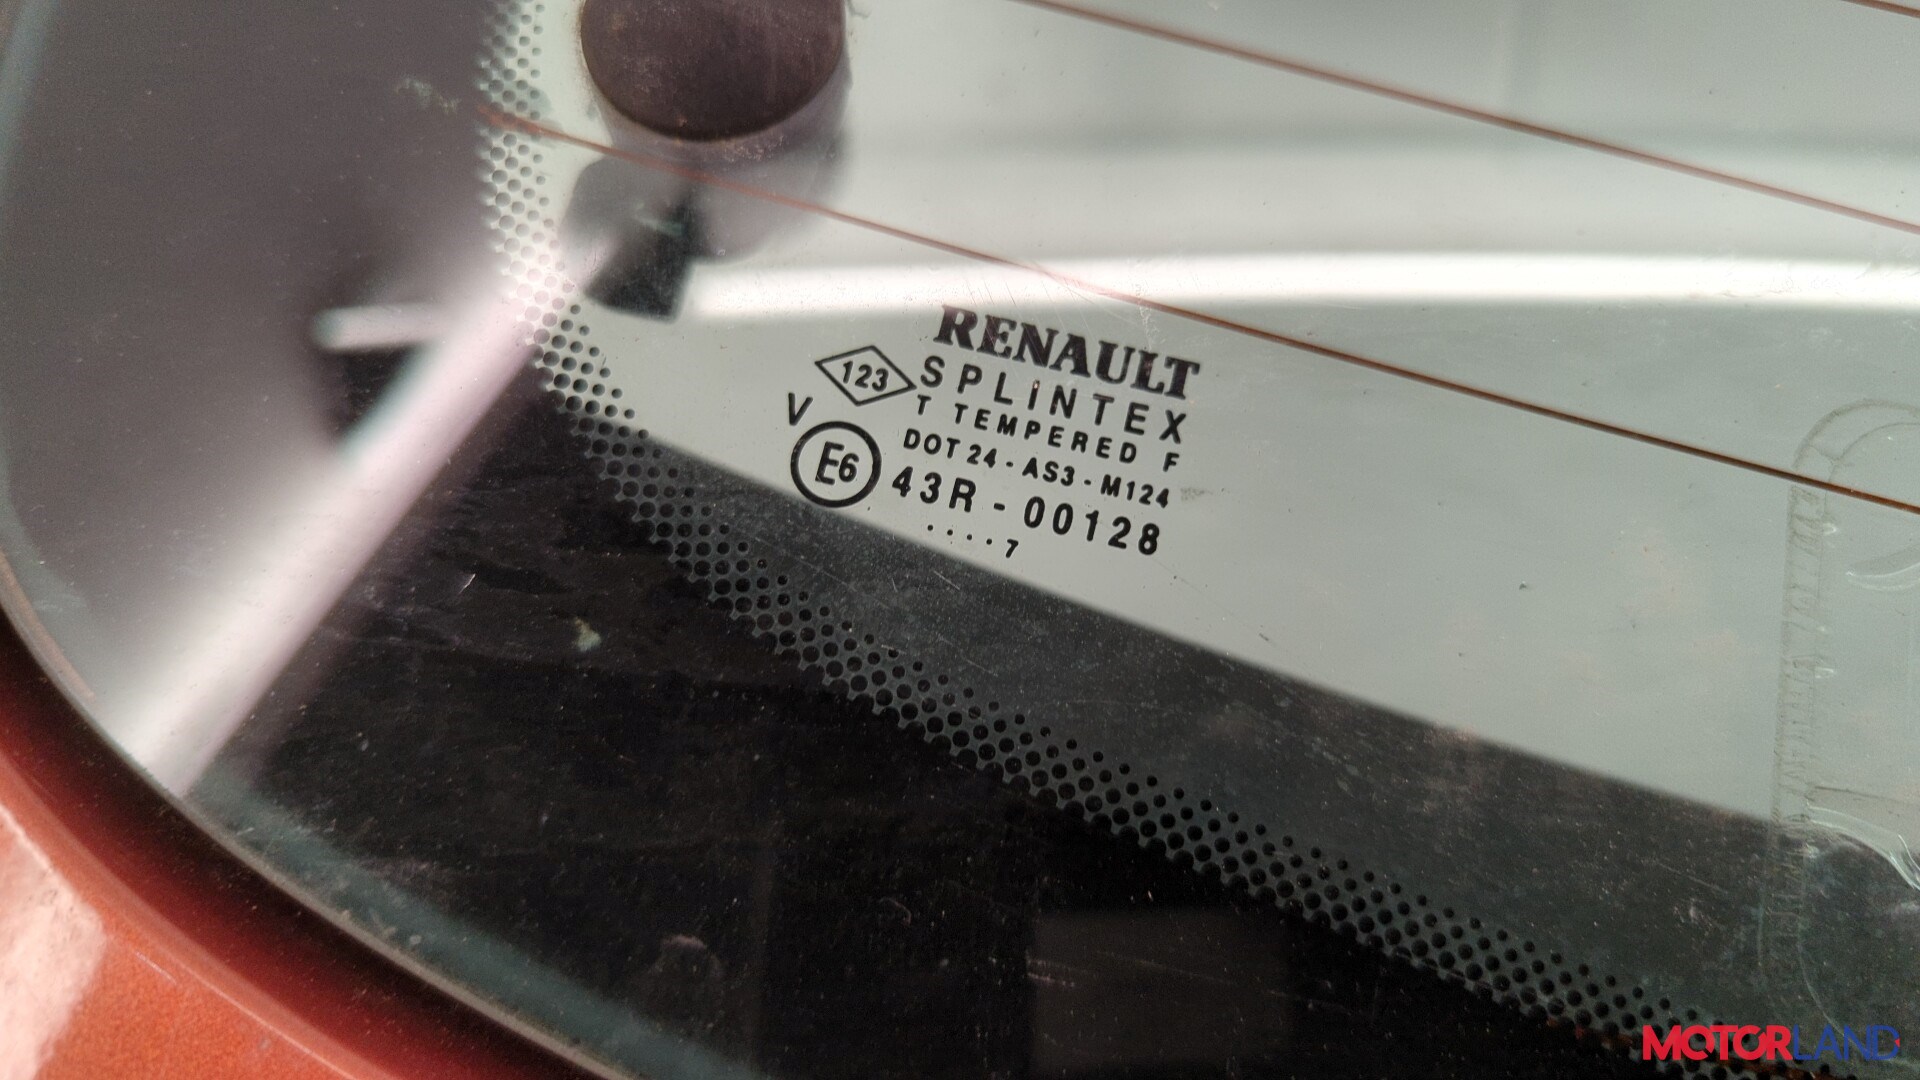 RENAULT
123 SPLiNTEX
V T TEMPERED F
DOT 24 - AS3 - M124
E6 43R - 00128
. . . . 7
MOTORLAND